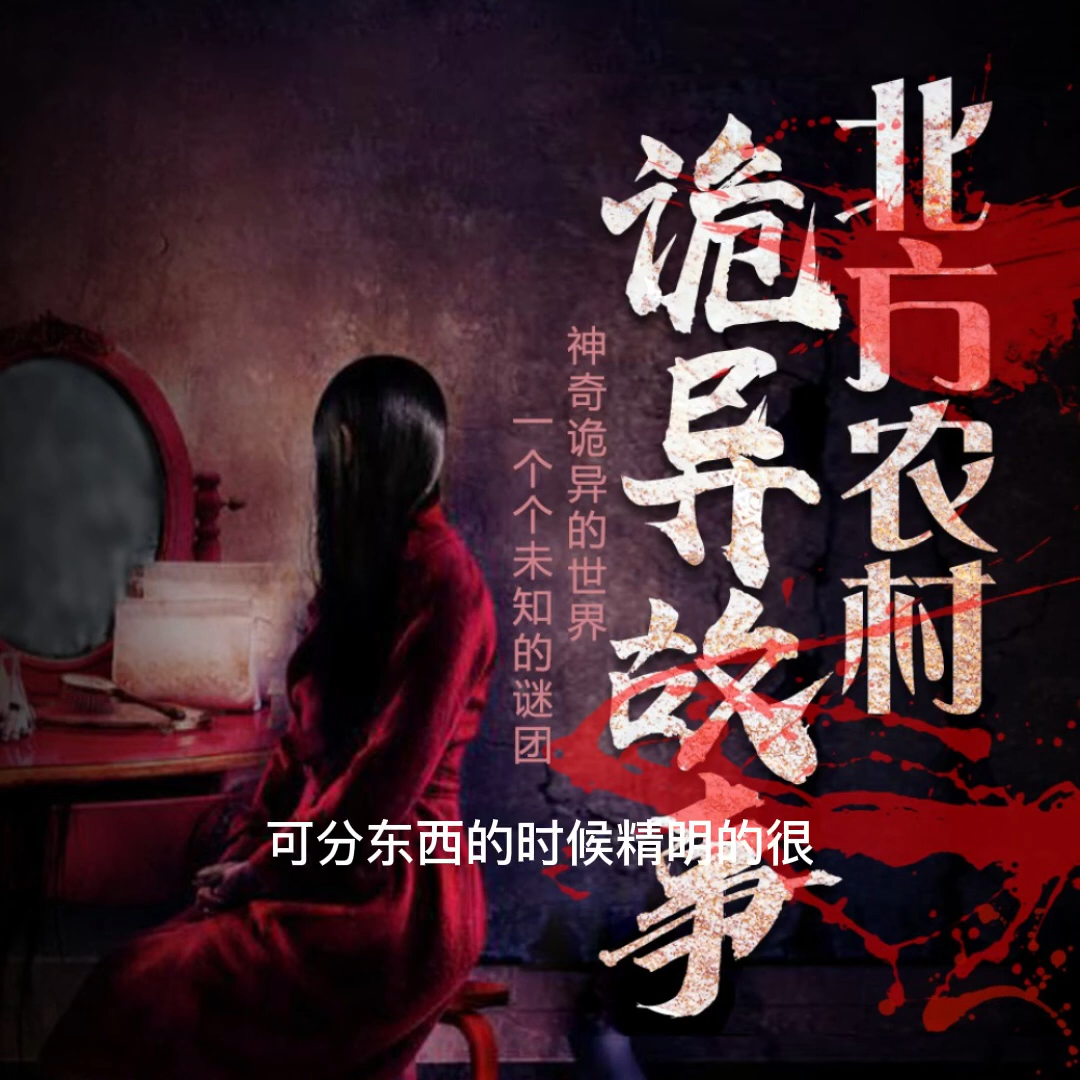 北方农村
诡异故事
神奇诡异的世界
一个个未知的谜团
可分东西的时候精明的很